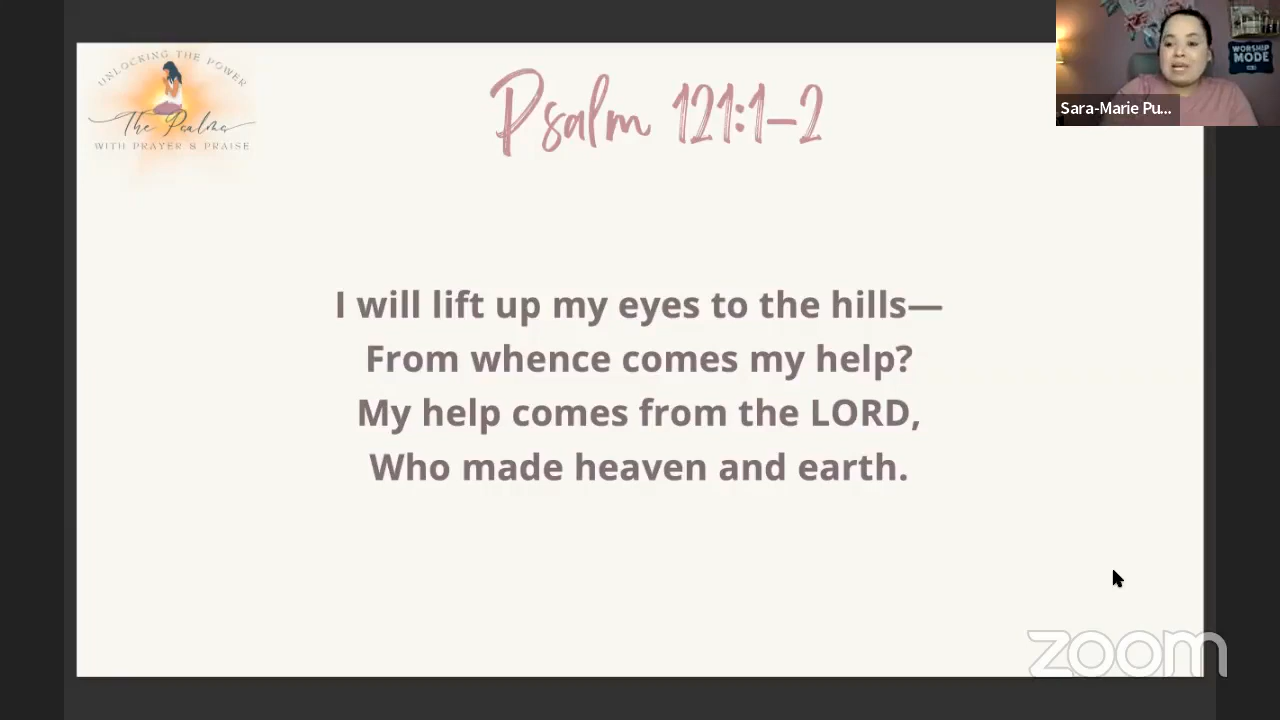 UNLOCKING THE POWER
The Psalms
WITH PRAYER & PRAISE
Psalm 121:1-2
WORSHIP
MODE
Sara-Marie Pu...
I will lift up my eyes to the hills—
From whence comes my help?
My help comes from the LORD,
Who made heaven and earth.
zoom